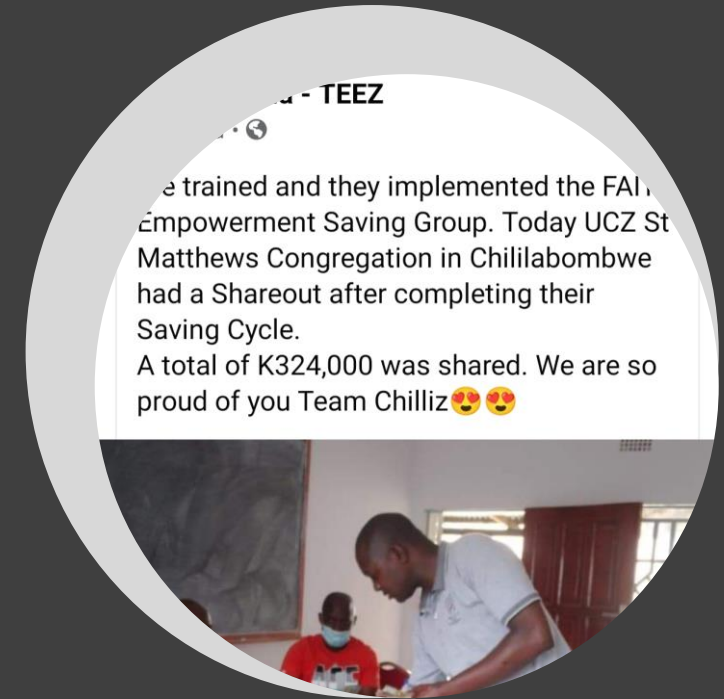 - TEEZ
trained and they implemented the
Empowerment Saving Group. Today UCZ St
Matthews Congregation in Chililabombwe
had a Shareout after completing their
Saving Cycle.
A total of K324,000 was shared. We are so
proud of you Team Chilliz😍😍